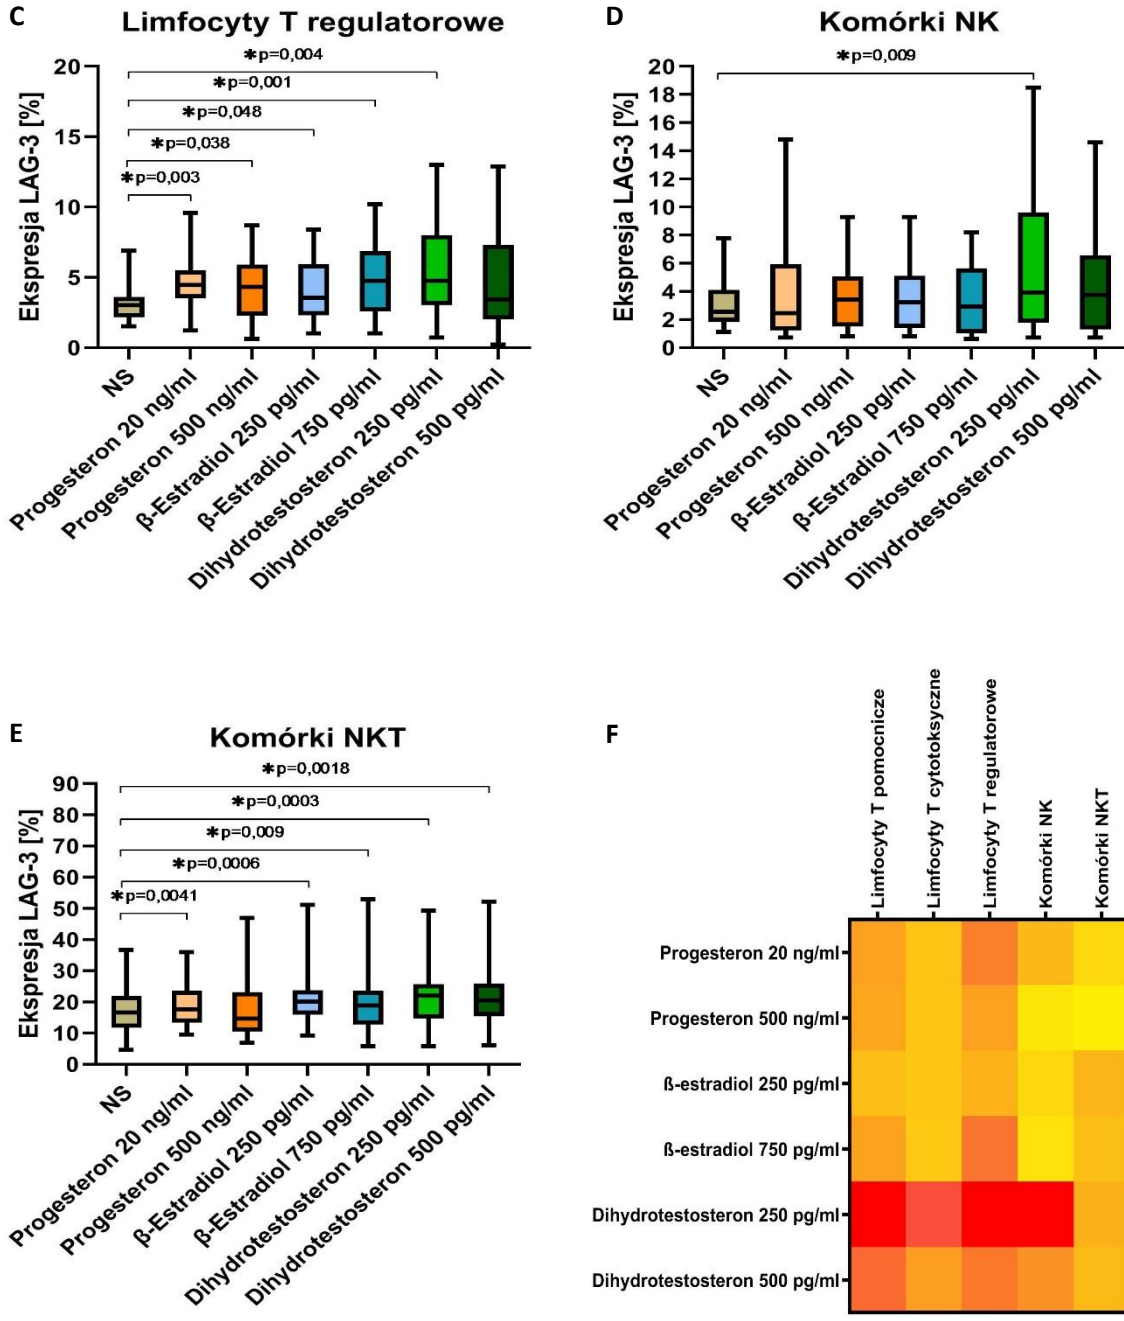 C
Limfocyty T regulatorowe
∗p=0,004
∗p=0,001
∗p=0,048
∗p=0,038
∗p=0,003
Ekspresja LAG-3 [%]
20
15
10
5
0
NS
Progesteron 20 ng/ml
Progesteron 500 ng/ml
β-Estradiol 250 pg/ml
β-Estradiol 750 pg/ml
Dihydrotestosteron 250 pg/ml
Dihydrotestosteron 500 pg/ml
D
Komórki NK
∗p=0,009
Ekspresja LAG-3 [%]
20
18
16
14
12
10
8
6
4
2
0
NS
Progesteron 20 ng/ml
Progesteron 500 ng/ml
β-Estradiol 250 pg/ml
β-Estradiol 750 pg/ml
Dihydrotestosteron 250 pg/ml
Dihydrotestosteron 500 pg/ml
E
Komórki NKT
∗p=0,0018
∗p=0,0003
∗p=0,009
∗p=0,0006
∗p=0,0041
Ekspresja LAG-3 [%]
90
80
70
60
50
40
30
20
10
0
NS
Progesteron 20 ng/ml
Progesteron 500 ng/ml
β-Estradiol 250 pg/ml
β-Estradiol 750 pg/ml
Dihydrotestosteron 250 pg/ml
Dihydrotestosteron 500 pg/ml
F
Limfocyty T pomocnicze
Limfocyty T cytotoksyczne
Limfocyty T regulatorowe
Komórki NK
Komórki NKT
Progesteron 20 ng/ml
Progesteron 500 ng/ml
ß-estradiol 250 pg/ml
ß-estradiol 750 pg/ml
Dihydrotestosteron 250 pg/ml
Dihydrotestosteron 500 pg/ml